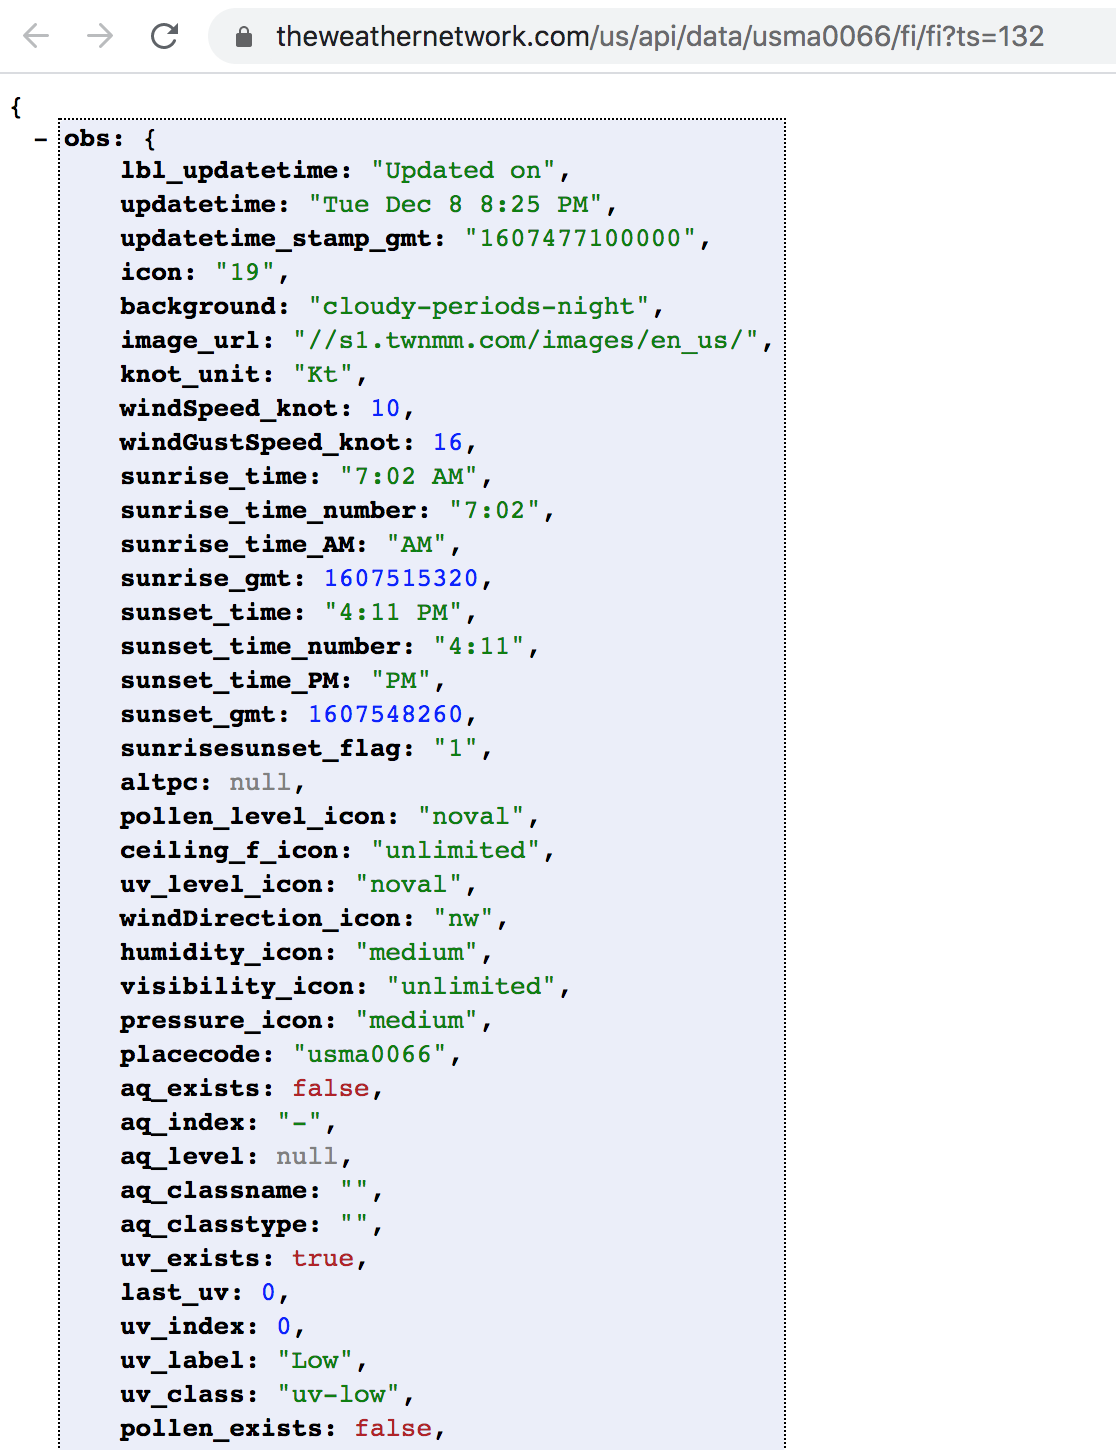 theweathernetwork.com/us/api/data/usma0066/fi/fi?ts=132
{
- obs: {
lbl_updatetime: "Updated on",
updatetime: "Tue Dec 8 8:25 PM",
updatetime_stamp_gmt: "1607477100000",
icon: "19",
background: "cloudy-periods-night",
image_url: "//s1.twnmm.com/images/en_us/",
knot_unit: "Kt",
windSpeed_knot: 10,
windGustSpeed_knot: 16,
sunrise_time: "7:02 AM",
sunrise_time_number: "7:02",
sunrise_time_AM: "AM",
sunrise_gmt: 1607515320,
sunset_time: "4:11 PM",
sunset_time_number: "4:11",
sunset_time_PM: "PM",
sunset_gmt: 1607548260,
sunrisesunset_flag: "1",
altpc: null,
pollen_level_icon: "noval",
ceiling_f_icon: "unlimited",
uv_level_icon: "noval",
windDirection_icon: "nw",
humidity_icon: "medium",
visibility_icon: "unlimited",
pressure_icon: "medium",
placecode: "usma0066",
aq_exists: false,
aq_index: "-",
aq_level: null,
aq_classname: "",
aq_classtype: "",
uv_exists: true,
last_uv: 0,
uv_index: 0,
uv_label: "Low",
uv_class: "uv-low",
pollen_exists: false,